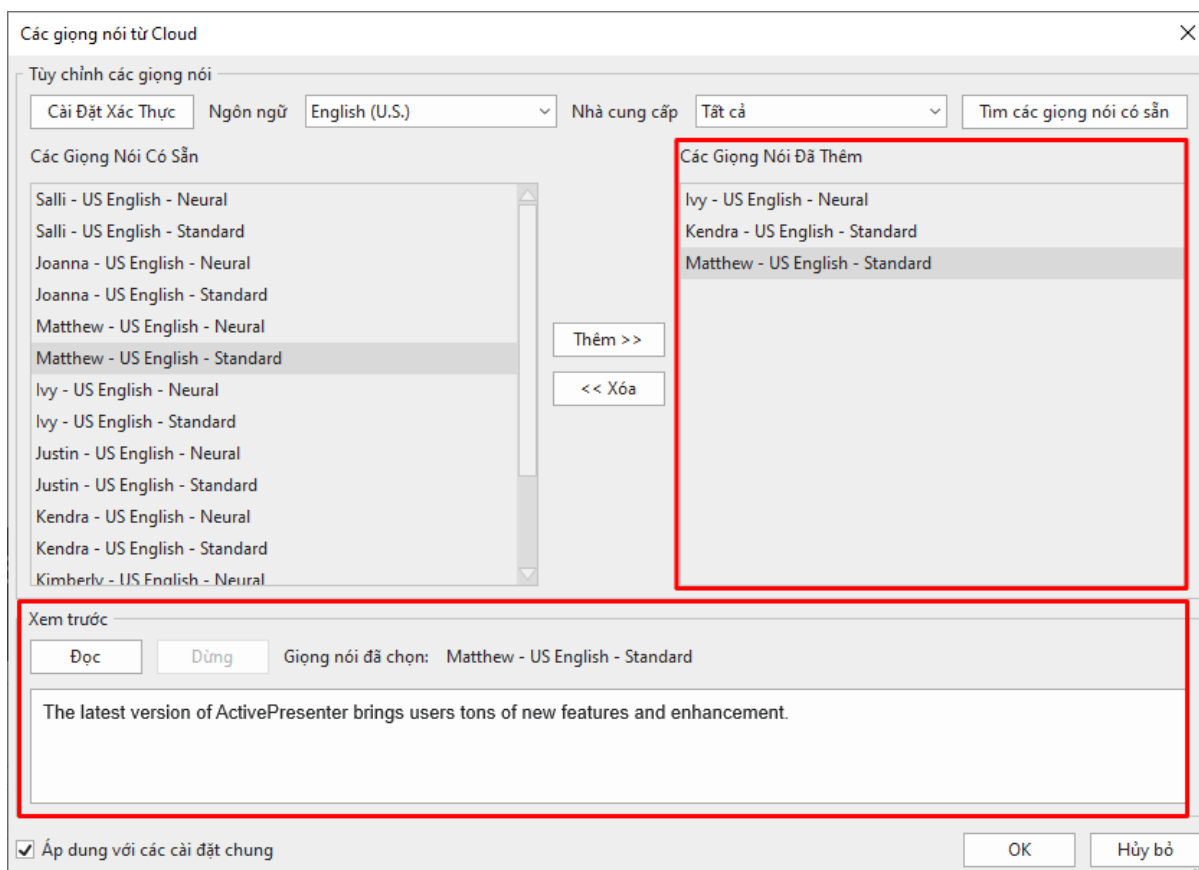 Các giọng nói từ Cloud
Tùy chỉnh các giọng nói
Cài Đặt Xác Thực Ngôn ngữ English (U.S.) Nhà cung cấp Tất cả Tìm các giọng nói có sẵn
Các Giọng Nói Có Sẵn
Salli - US English - Neural
Salli - US English - Standard
Joanna - US English - Neural
Joanna - US English - Standard
Matthew - US English - Neural
Matthew - US English - Standard
Ivy - US English - Neural
Ivy - US English - Standard
Justin - US English - Neural
Justin - US English - Standard
Kendra - US English - Neural
Kendra - US English - Standard
Kimberly - US English - Neural
Thêm >>
<< Xóa
Các Giọng Nói Đã Thêm
Ivy - US English - Neural
Kendra - US English - Standard
Matthew - US English - Standard
Xem trước
Đọc Dừng Giọng nói đã chọn: Matthew - US English - Standard
The latest version of ActivePresenter brings users tons of new features and enhancement.
Áp dung với các cài đặt chung
OK Hủy bỏ